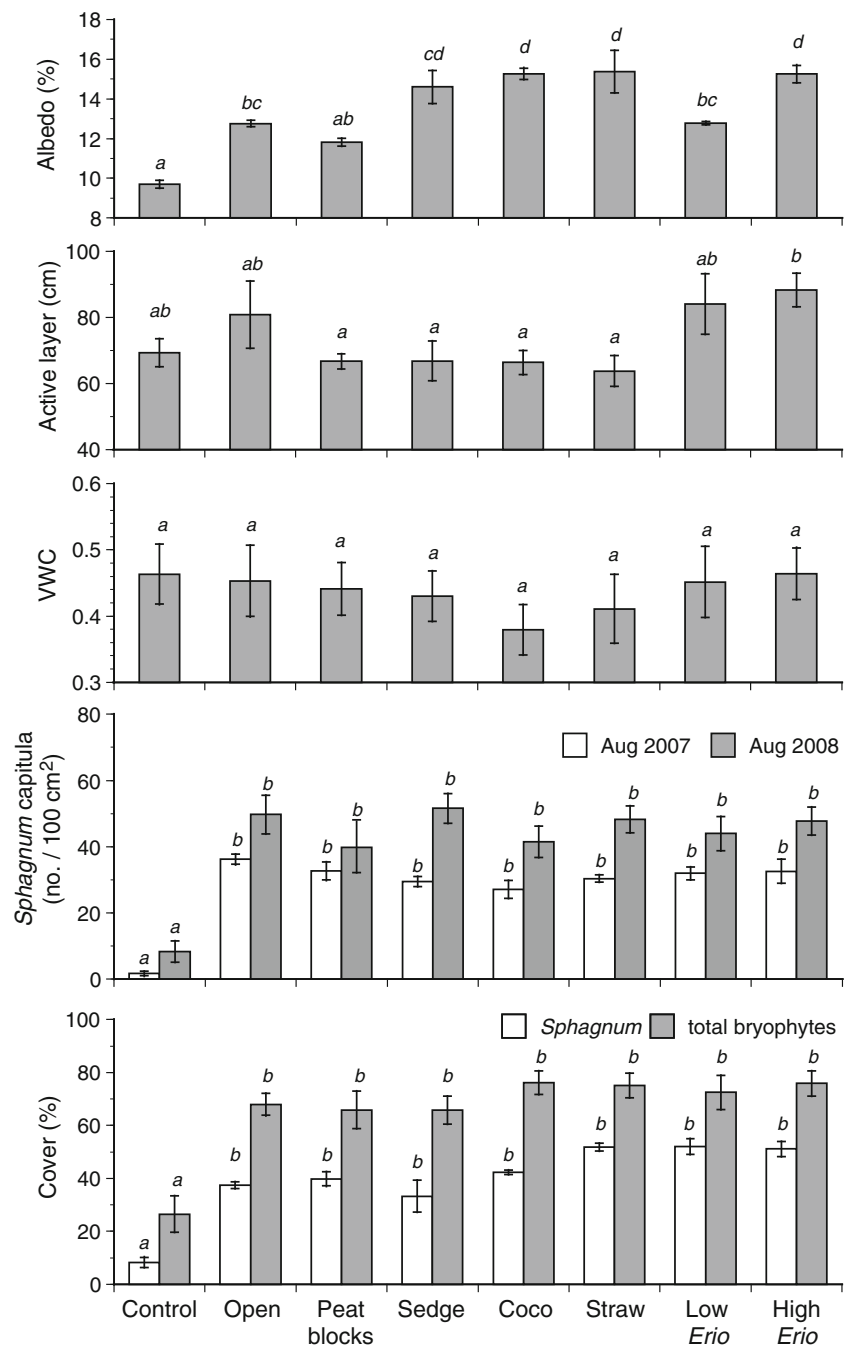 18
16
14
12
10
8
Albedo (%)
a
bc
ab
cd
d
d
bc
d
100
80
60
40
Active layer (cm)
ab
ab
a
a
a
a
ab
b
0.6
0.5
0.4
0.3
VWC
a
a
a
a
a
a
a
a
80
60
40
20
0
Sphagnum capitula
(no. / 100 cm²)
Aug 2007
Aug 2008
a
a
b
b
b
b
b
b
b
b
b
b
b
b
b
b
100
80
60
40
20
0
Cover (%)
Sphagnum
total bryophytes
a
a
b
b
b
b
b
b
b
b
b
b
b
b
b
b
Control
Open
Peat
blocks
Sedge
Coco
Straw
Low
Erio
High
Erio